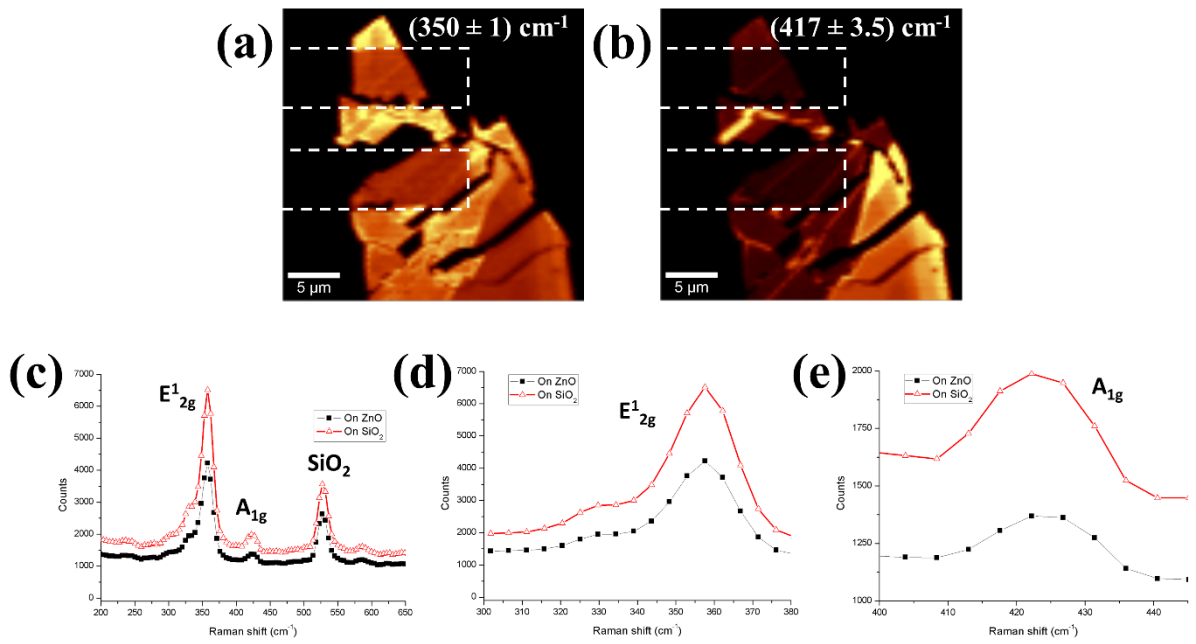 (a)
(350 ± 1) cm⁻¹
5 µm
(b)
(417 ± 3.5) cm⁻¹
5 µm
(c)
E¹₂g
A₁g
SiO₂
On ZnO
On SiO₂
Counts
7000
6000
5000
4000
3000
2000
1000
0
200 250 300 350 400 450 500 550 600 650
Raman shift (cm⁻¹)
(d)
On ZnO
On SiO₂
E¹₂g
Counts
7000
6000
5000
4000
3000
2000
1000
0
300 310 320 330 340 350 360 370 380
Raman shift (cm⁻¹)
(e)
On ZnO
On SiO₂
A₁g
Counts
2000
1750
1500
1250
1000
400 410 420 430 440
Raman shift (cm⁻¹)